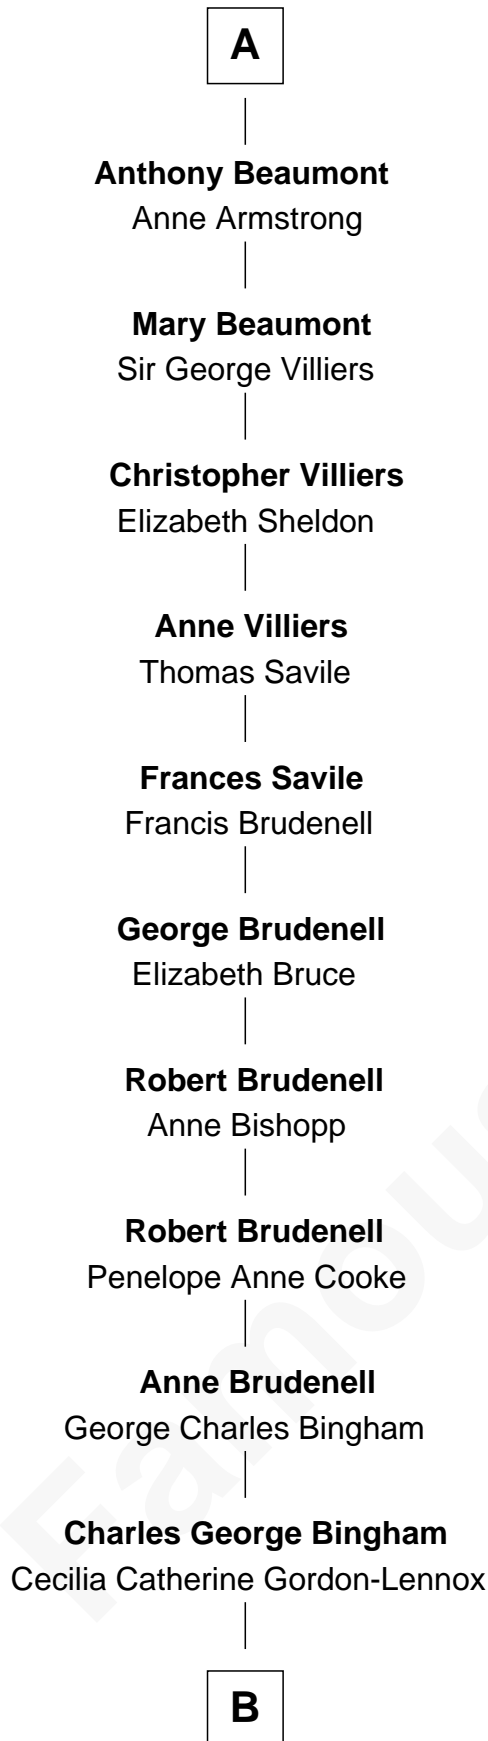 A
Anthony Beaumont
Anne Armstrong
Mary Beaumont
Sir George Villiers
Christopher Villiers
Elizabeth Sheldon
Anne Villiers
Thomas Savile
Frances Savile
Francis Brudenell
George Brudenell
Elizabeth Bruce
Robert Brudenell
Anne Bishopp
Robert Brudenell
Penelope Anne Cooke
Anne Brudenell
George Charles Bingham
Charles George Bingham
Cecilia Catherine Gordon-Lennox
B